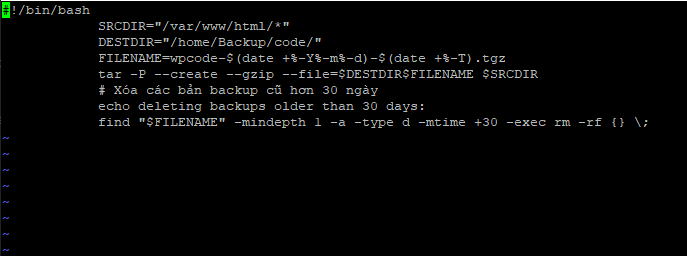 #!/bin/bash
SRCDIR="/var/www/html/*"
DESTDIR="/home/Backup/code/"
FILENAME=wpcode-$(date +%-Y%-m%-d)-$(date +%-T).tgz
tar -P --create --gzip --file=$DESTDIR$FILENAME $SRCDIR
# Xóa các bản backup cũ hơn 30 ngày
echo deleting backups older than 30 days:
find "$FILENAME" -mindepth 1 -a -type d -mtime +30 -exec rm -rf {} \;
~
~
~
~
~
~
~
~